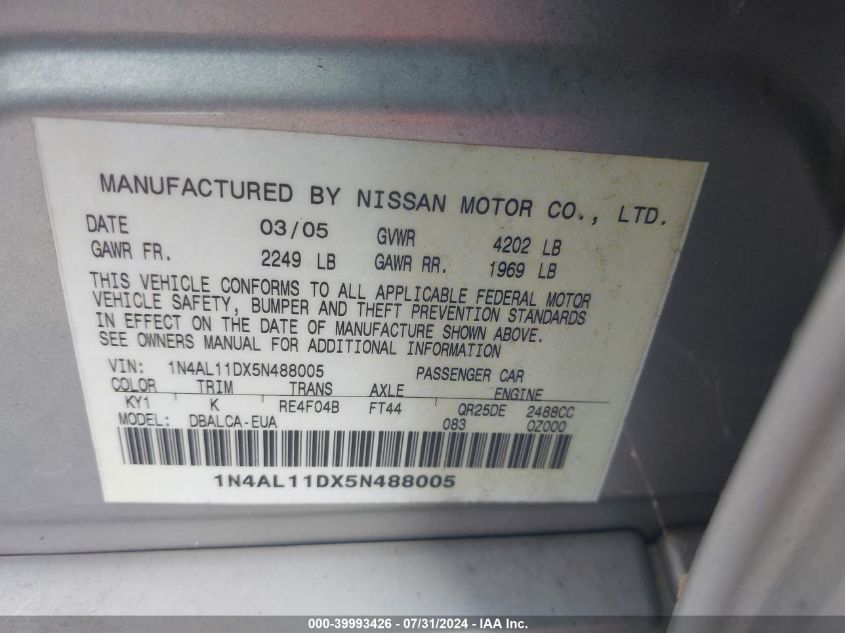 MANUFACTURED BY NISSAN MOTOR CO., LTD.
DATE 03/05 GVWR 4202 LB
GAWR FR. 2249 LB GAWR RR. 1969 LB
THIS VEHICLE CONFORMS TO ALL APPLICABLE FEDERAL MOTOR
VEHICLE SAFETY, BUMPER AND THEFT PREVENTION STANDARDS
IN EFFECT ON THE DATE OF MANUFACTURE SHOWN ABOVE.
SEE OWNERS MANUAL FOR ADDITIONAL INFORMATION
VIN: 1N4AL11DX5N488005 PASSENGER CAR
COLOR TRIM TRANS AXLE ENGINE
KY1 K RE4F04B FT44 QR25DE 2488CC
MODEL: DBALCA-EUA 083 0Z000
1N4AL11DX5N488005
000-39993426 - 07/31/2024 - IAA Inc.